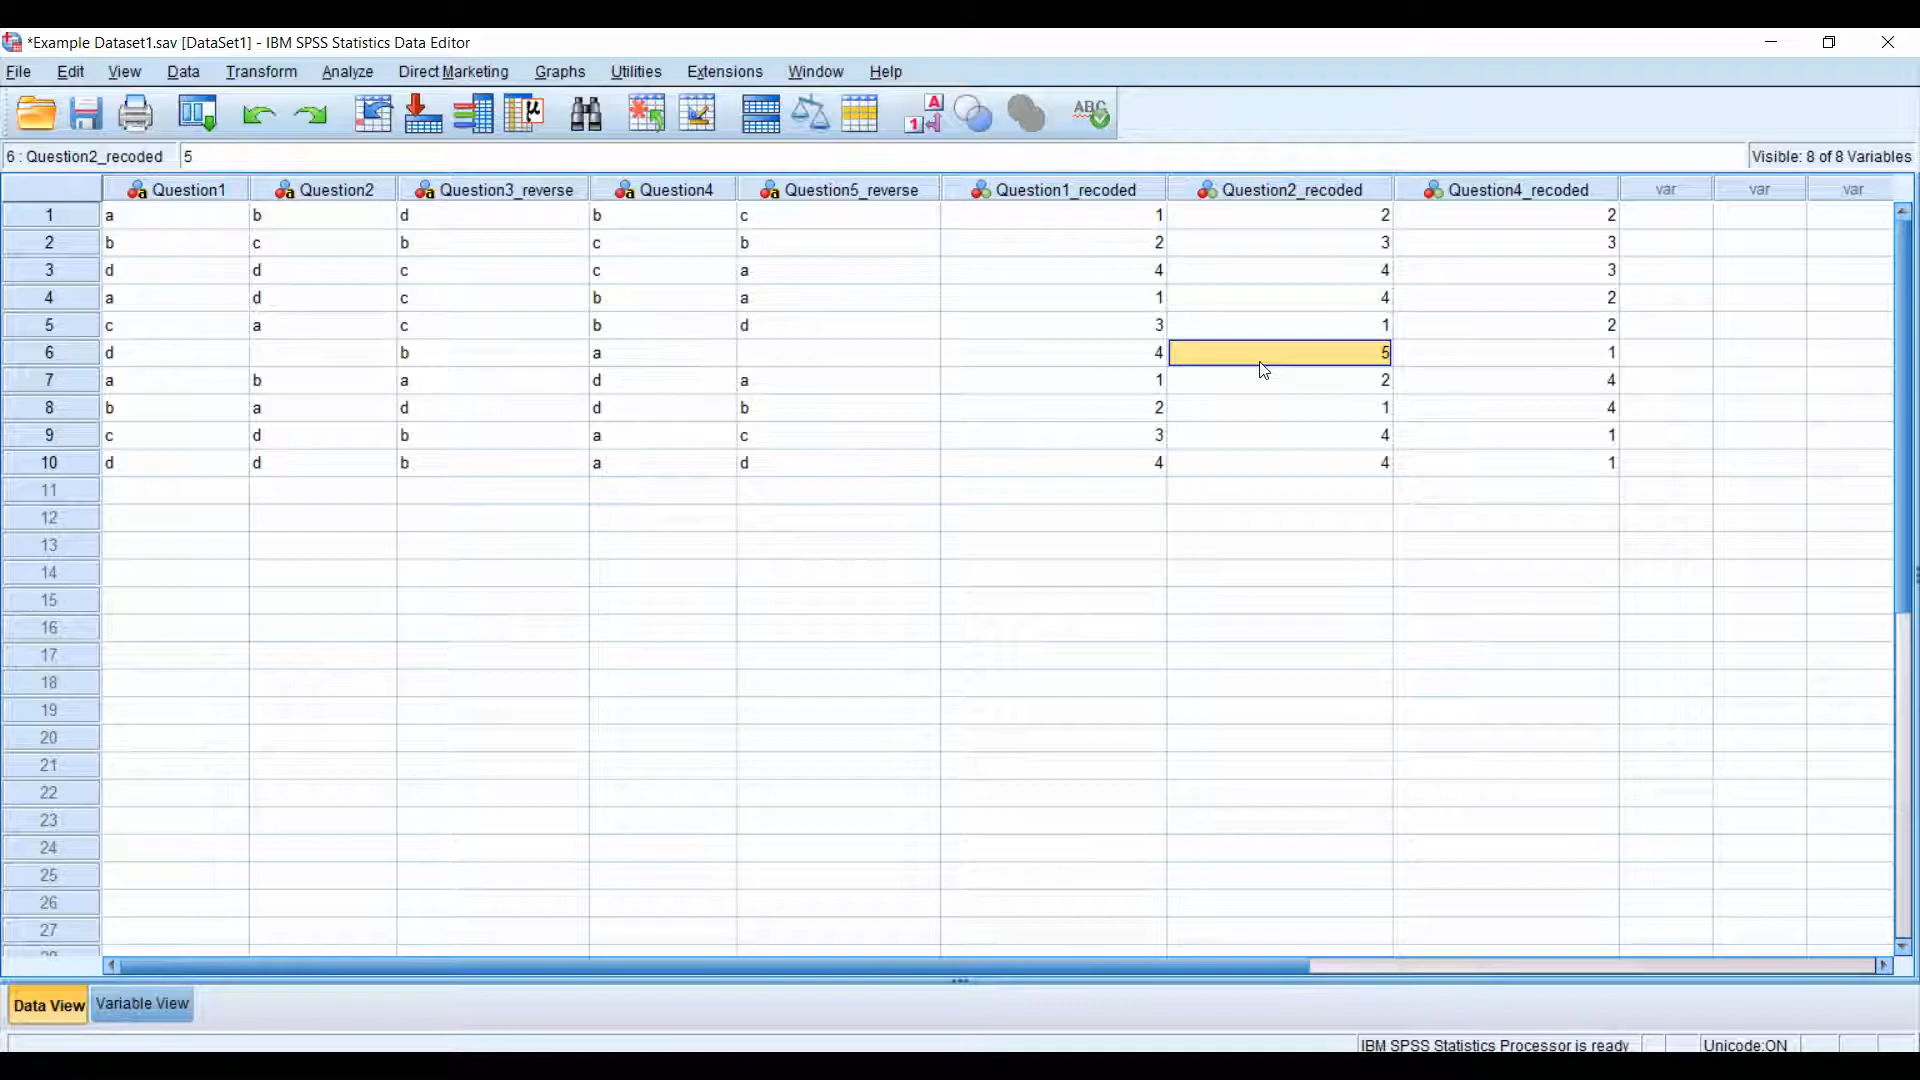 *Example Dataset1.sav [DataSet1] - IBM SPSS Statistics Data Editor
File Edit View Data Transform Analyze Direct Marketing Graphs Utilities Extensions Window Help
6 : Question2_recoded 5 Visible: 8 of 8 Variables
Question1 Question2 Question3_reverse Question4 Question5_reverse Question1_recoded Question2_recoded Question4_recoded var var var
1 a b d b c 1 2 2
2 b c b c b 2 3 3
3 d d c c a 4 4 3
4 a d c b a 1 4 2
5 c a c b d 3 1 2
6 d b a 4 5 1
7 a b a d a 1 2 4
8 b a d d b 2 1 4
9 c d b a c 3 4 1
10 d d b a d 4 4 1
11
12
13
14
15
16
17
18
19
20
21
22
23
24
25
26
27
Data View Variable View
IBM SPSS Statistics Processor is ready Unicode:ON